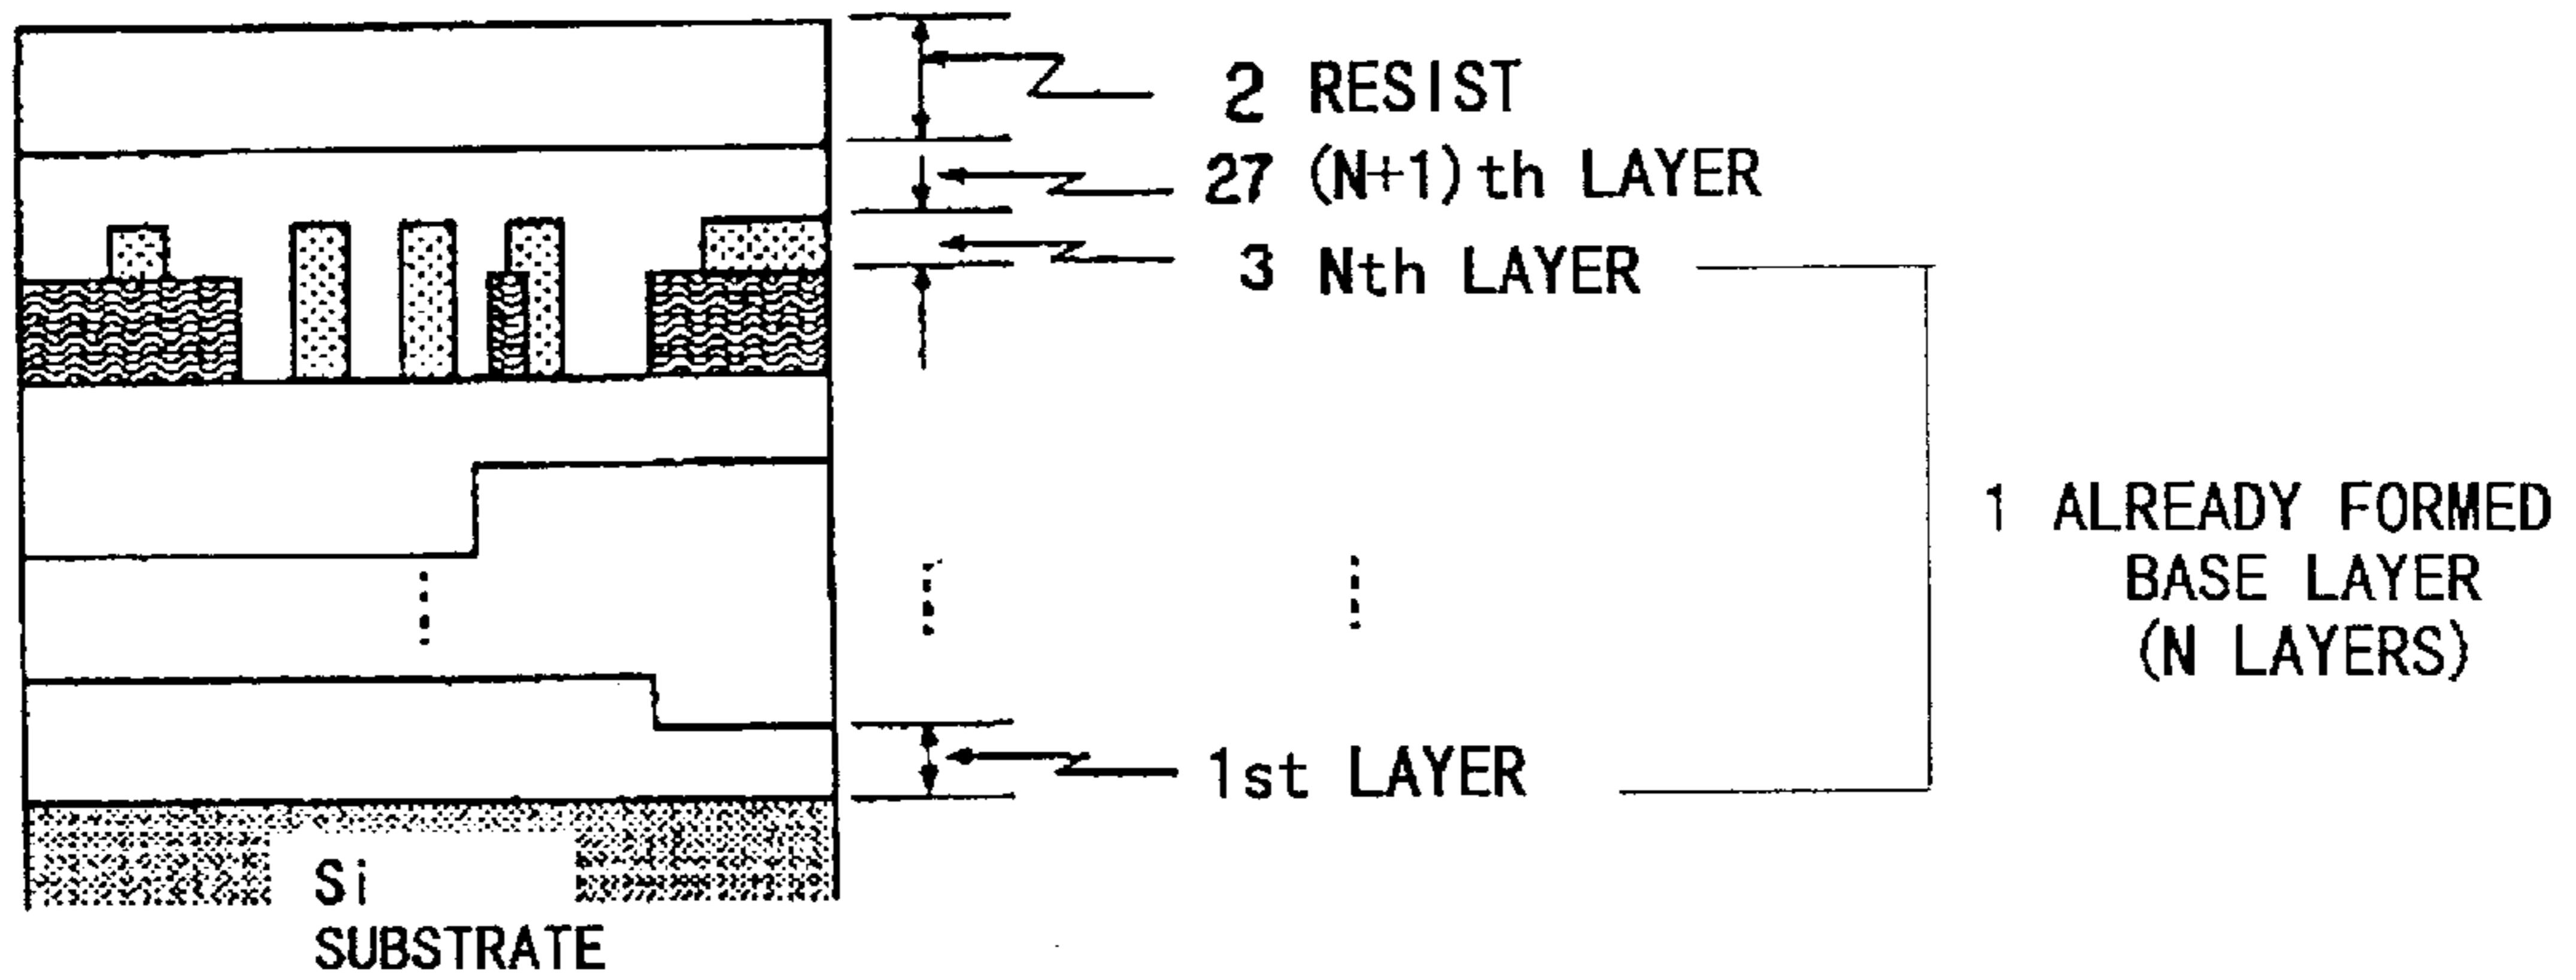 2 RESIST
27 (N+1)th LAYER
3 Nth LAYER
1 ALREADY FORMED
BASE LAYER
(N LAYERS)
1st LAYER
Si
SUBSTRATE